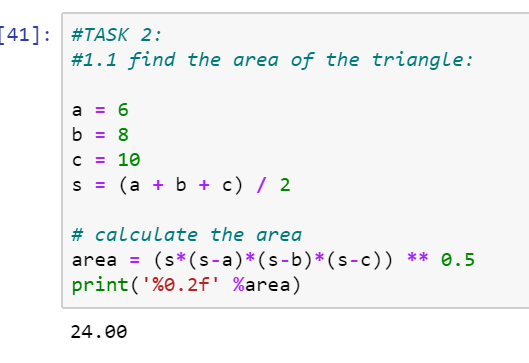 [41]: #TASK 2:
#1.1 find the area of the triangle:
a = 6
b = 8
c = 10
s = (a + b + c) / 2
# calculate the area
area = (s*(s-a)*(s-b)*(s-c)) ** 0.5
print('%0.2f' %area)
24.00